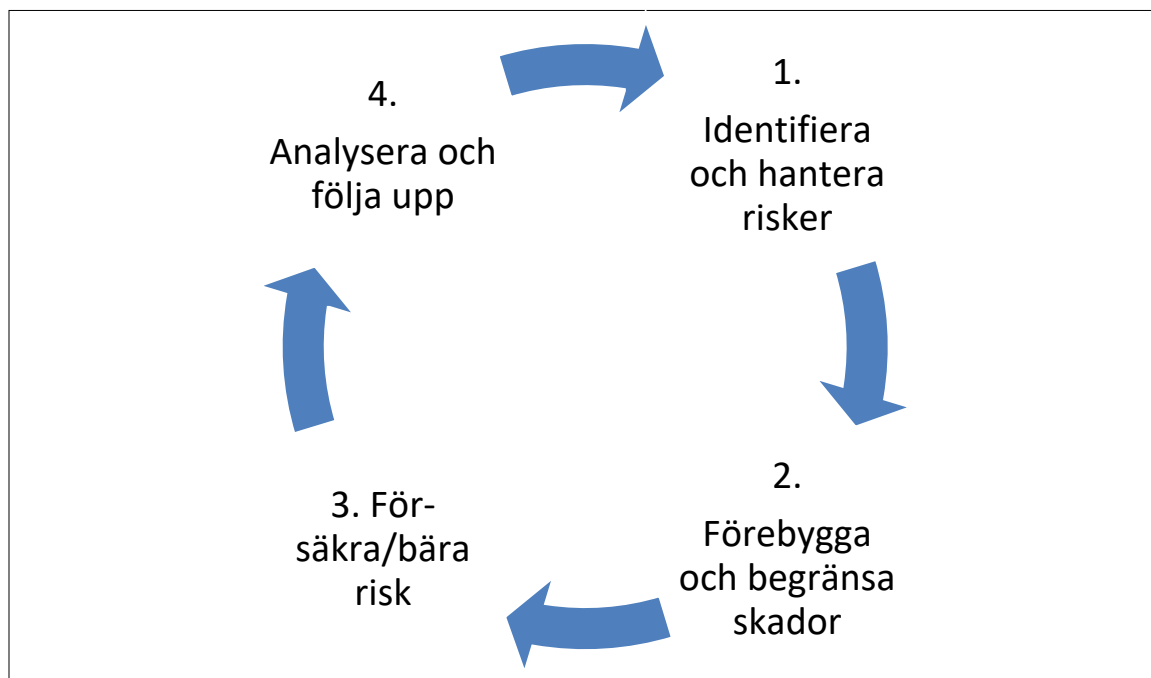 1.
Identifiera
och hantera
risker
2.
Förebygga
och begränsa
skador
3. För-
säkra/bära
risk
4.
Analysera och
följa upp